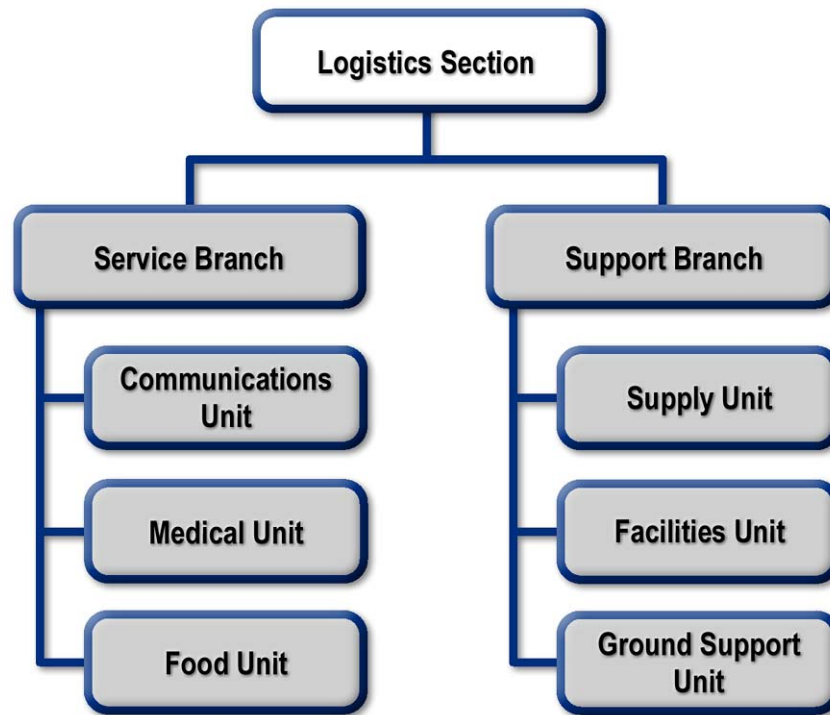 Logistics Section
Service Branch
Communications
Unit
Medical Unit
Food Unit
Support Branch
Supply Unit
Facilities Unit
Ground Support
Unit